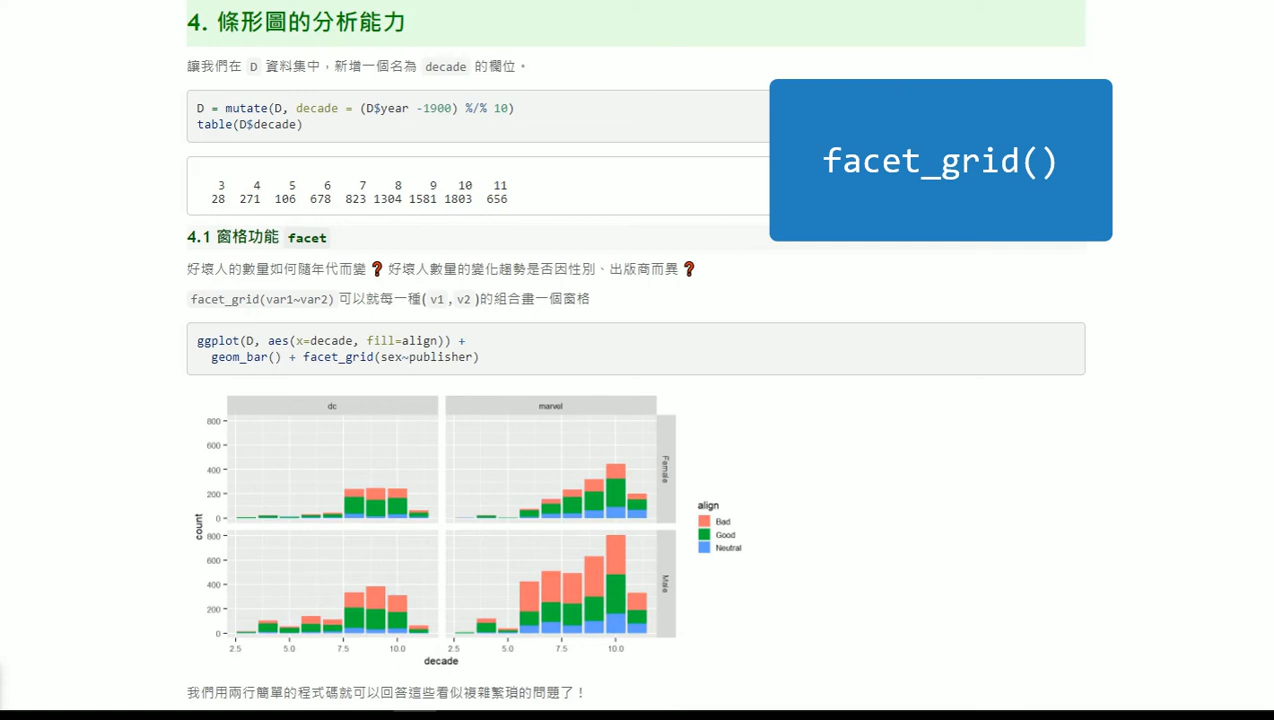 4. 條形圖的分析能力
讓我們在 D 資料集中，新增一個名為 decade 的欄位。
D = mutate(D, decade = (D$year -1900) %/% 10)
table(D$decade)
facet_grid()
3 4 5 6 7 8 9 10 11
28 271 106 678 823 1304 1581 1803 656
4.1 窗格功能 facet
好壞人的數量如何隨年代而變❓ 好壞人數量的變化趨勢是否因性別、出版商而異❓
facet_grid(var1~var2) 可以就每一種( v1 , v2 )的組合畫一個窗格
ggplot(D, aes(x=decade, fill=align)) +
geom_bar() + facet_grid(sex~publisher)
dc
marvel
800
600
400
200
0
Female
count
800
600
400
200
0
Male
2.5 5.0 7.5 10.0
2.5 5.0 7.5 10.0
decade
align
Bad
Good
Neutral
我們用兩行簡單的程式碼就可以回答這些看似複雜繁瑣的問題了！